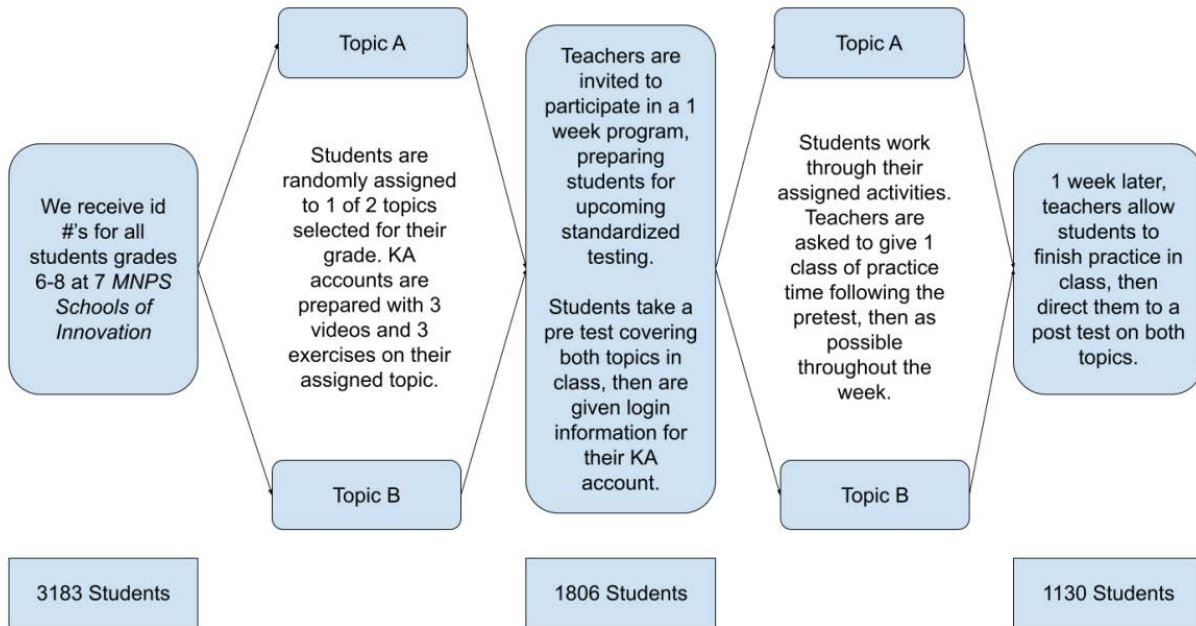 We receive id
#'s for all
students grades
6-8 at 7 MNPS
Schools of
Innovation
Topic A
Students are
randomly assigned
to 1 of 2 topics
selected for their
grade. KA
accounts are
prepared with 3
videos and 3
exercises on their
assigned topic.
Topic B
Teachers are
invited to
participate in a 1
week program,
preparing
students for
upcoming
standardized
testing.
Students take a
pre test covering
both topics in
class, then are
given login
information for
their KA
account.
Topic A
Students work
through their
assigned activities.
Teachers are
asked to give 1
class of practice
time following the
pretest, then as
possible
throughout the
week.
Topic B
1 week later,
teachers allow
students to
finish practice in
class, then
direct them to a
post test on both
topics.
3183 Students
1806 Students
1130 Students